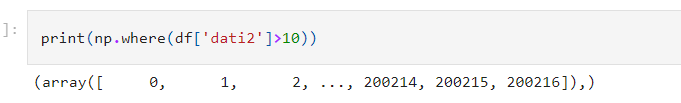 ]:
print(np.where(df['dati2']>10))
(array([     0,      1,      2, ..., 200214, 200215, 200216]),)